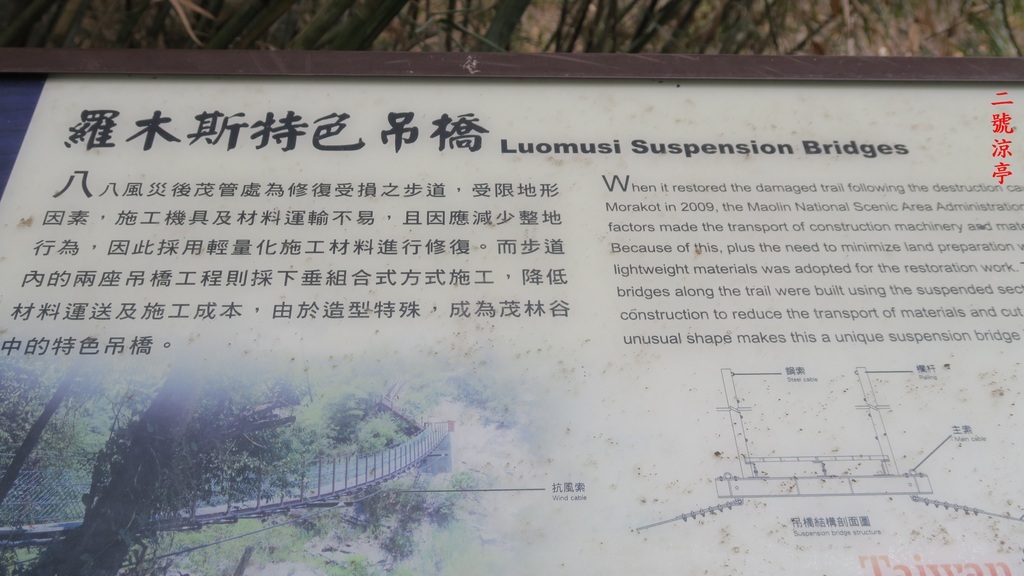 二號涼亭
羅木斯特色吊橋 Luomusi Suspension Bridges
八八風災後茂管處為修復受損之步道，受限地形
因素，施工機具及材料運輸不易，且因應減少整地
行為，因此採用輕量化施工材料進行修復。而步道
內的兩座吊橋工程則採下垂組合式方式施工，降低
材料運送及施工成本，由於造型特殊，成為茂林谷
中的特色吊橋。
When it restored the damaged trail following the destruction
Morakot in 2009, the Maolin National Scenic Area Administration
factors made the transport of construction machinery and
Because of this, plus the need to minimize land preparation
lightweight materials was adopted for the restoration work.
bridges along the trail were built using the suspended
construction to reduce the transport of materials and cut
unusual shape makes this a unique suspension bridge
鋼索
Steel cable
欄杆
Railing
主索
Main cable
抗風索
Wind cable
吊橋結構剖面圖
Suspension bridge structure
Taiwan